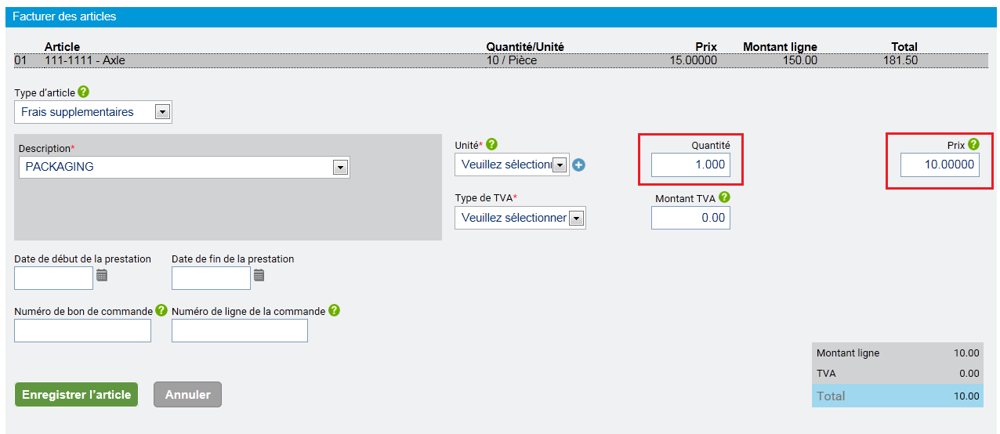 Facturer des articles
Article Quantité/Unité Prix Montant ligne Total
01 111-1111 - Axle 10 / Pièce 15.00000 150.00 181.50
Type d'article ?
Frais supplementaires
Description* Unité* ? Quantité Prix ?
PACKAGING Veuillez sélection 1.000 10.00000
Type de TVA* Montant TVA ?
Veuillez sélectionner 0.00
Date de début de la prestation Date de fin de la prestation
Numéro de bon de commande ? Numéro de ligne de la commande ?
Montant ligne 10.00
TVA 0.00
Enregistrer l'article Annuler Total 10.00